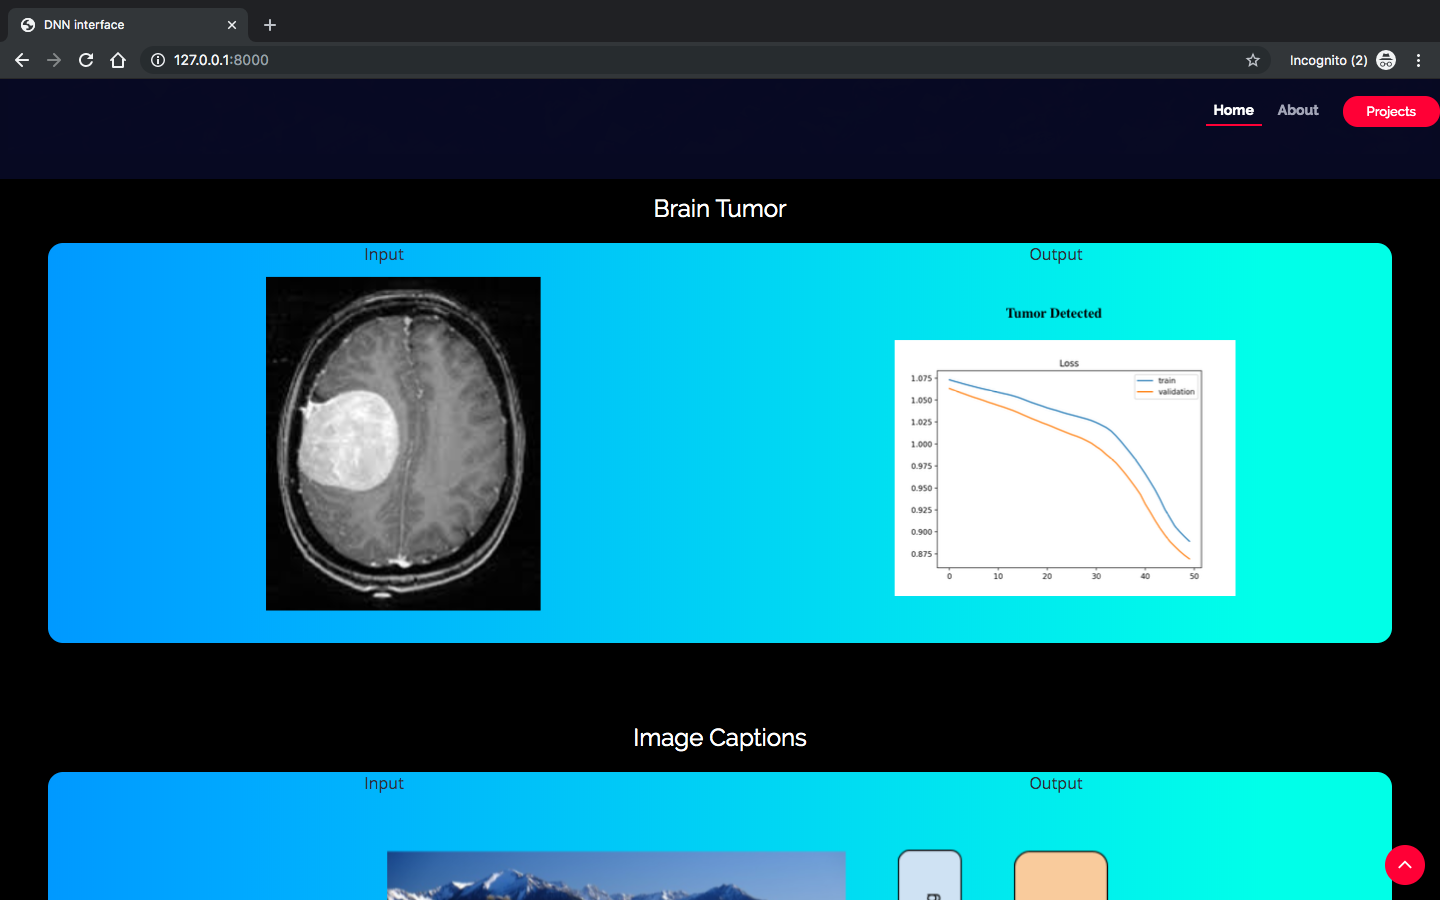 DNN interface
127.0.0.1:8000
Incognito (2)
Home
About
Projects
Brain Tumor
Input
Output
Tumor Detected
Loss
train
validation
1.075
1.050
1.025
1.000
0.975
0.950
0.925
0.900
0.875
0 10 20 30 40 50
Image Captions
Input
Output